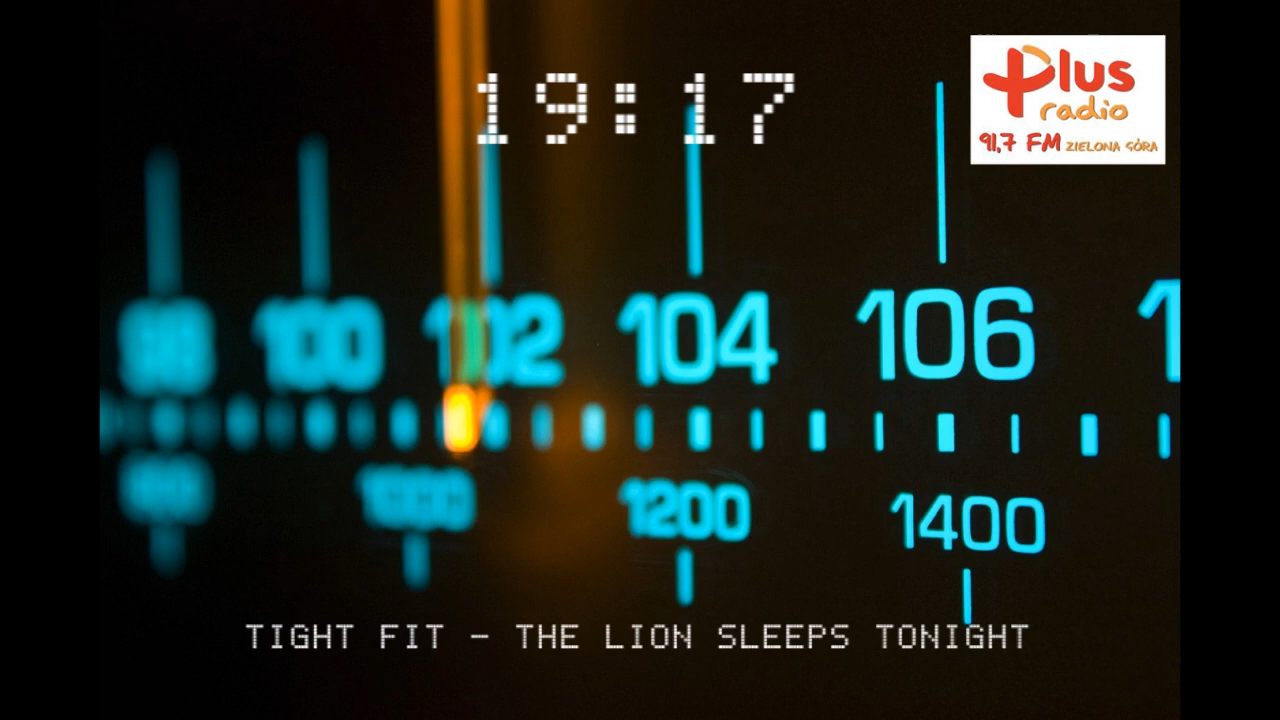 19:17
Plus
radio
91,7 FM ZIELONA GÓRA
98 100 102 104 106 1
1000 1200 1400
TIGHT FIT - THE LION SLEEPS TONIGHT